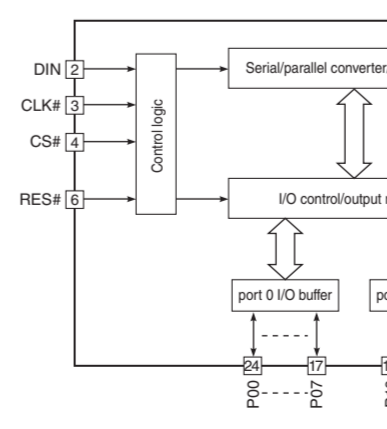 DIN 2
Serial/parallel converter
CLK# 3
CS# 4
Control logic
RES# 6
I/O control/output
port 0 I/O buffer
24 17
P00 P07